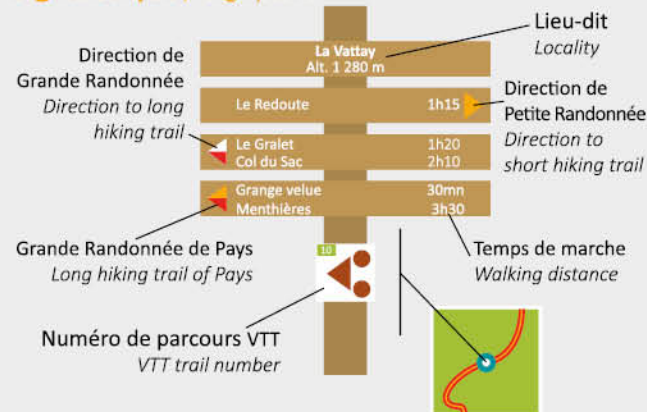 Lieu-dit
Locality
La Vattay
Alt. 1 280 m
Direction de
Grande Randonnée
Direction to long
hiking trail
Le Redoute 1h15
Direction de
Petite Randonnée
Direction to
short hiking trail
Le Gralet 1h20
Col du Sac 2h10
Grange velue 30mn
Menthières 3h30
Grande Randonnée de Pays
Long hiking trail of Pays
Temps de marche
Walking distance
10
Numéro de parcours VTT
VTT trail number